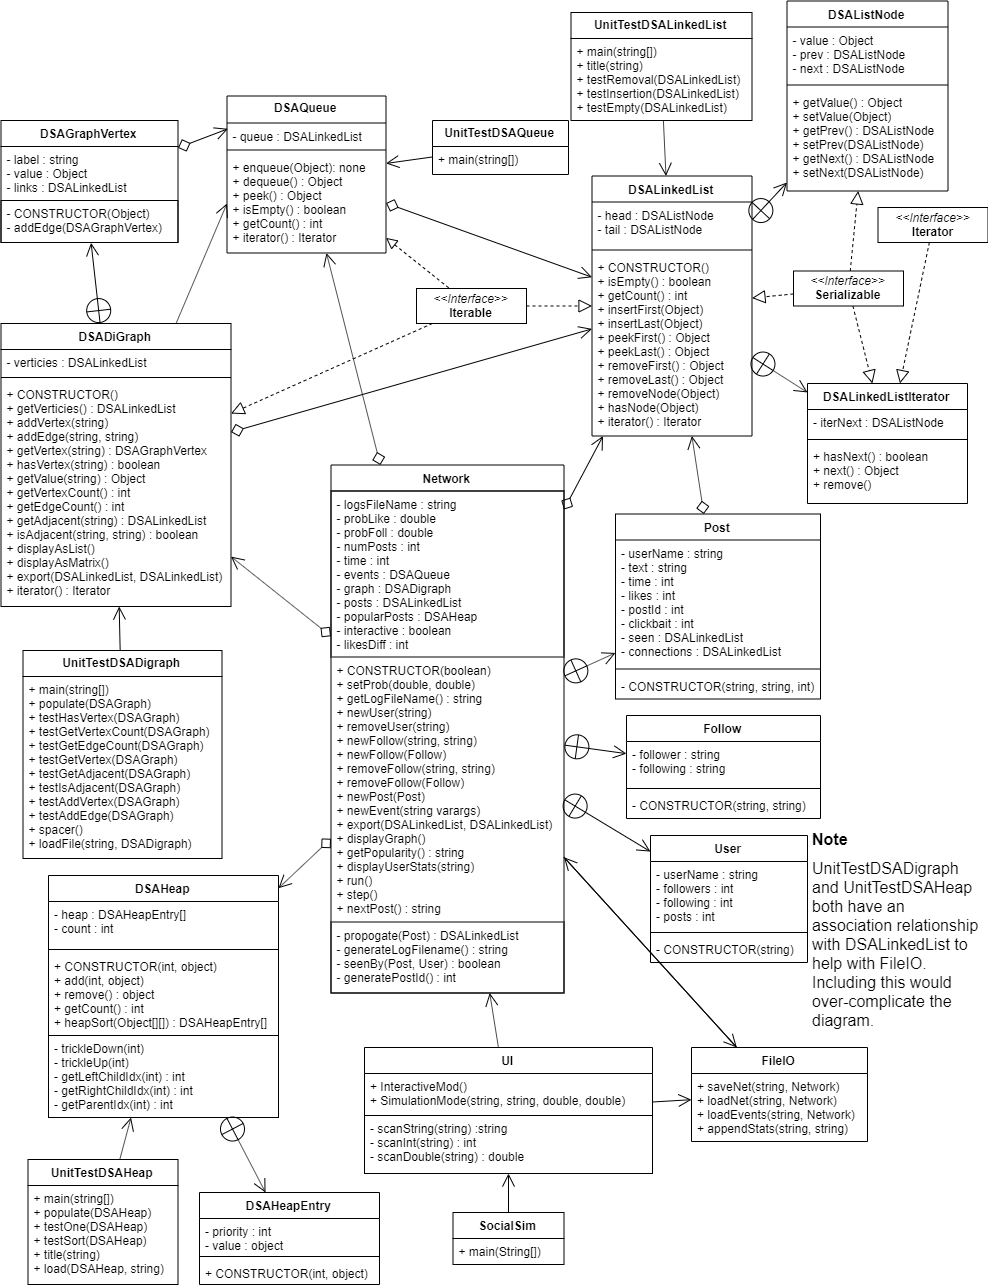 UnitTestDSALinkedList
+ main(string[])
+ title(string)
+ testRemoval(DSALinkedList)
+ testInsertion(DSALinkedList)
+ testEmpty(DSALinkedList)
DSAListNode
- value : Object
- prev : DSAListNode
- next : DSAListNode
+ getValue() : Object
+ setValue(Object)
+ getPrev() : DSAListNode
+ setPrev(DSAListNode)
+ getNext() : DSAListNode
+ setNext(DSAListNode)
DSAQueue
- queue : DSALinkedList
+ enqueue(Object): none
+ dequeue() : Object
+ peek() : Object
+ isEmpty() : boolean
+ getCount() : int
+ iterator() : Iterator
DSAGraphVertex
- label : string
- value : Object
- links : DSALinkedList
- CONSTRUCTOR(Object)
- addEdge(DSAGraphVertex)
UnitTestDSAQueue
+ main(string[])
DSALinkedList
- head : DSAListNode
- tail : DSAListNode
+ CONSTRUCTOR()
+ isEmpty() : boolean
+ getCount() : int
+ insertFirst(Object)
+ insertLast(Object)
+ peekFirst() : Object
+ peekLast() : Object
+ removeFirst() : Object
+ removeLast() : Object
+ removeNode(Object)
+ hasNode(Object)
+ iterator() : Iterator
<<Interface>>
Iterator
<<Interface>>
Serializable
<<Interface>>
Iterable
DSADiGraph
- verticies : DSALinkedList
+ CONSTRUCTOR()
+ getVerticies() : DSALinkedList
+ addVertex(string)
+ addEdge(string, string)
+ getVertex(string) : DSAGraphVertex
+ hasVertex(string) : boolean
+ getValue(string) : Object
+ getVertexCount() : int
+ getEdgeCount() : int
+ getAdjacent(string) : DSALinkedList
+ isAdjacent(string, string) : boolean
+ displayAsList()
+ displayAsMatrix()
+ export(DSALinkedList, DSALinkedList)
+ iterator() : Iterator
DSALinkedListIterator
- iterNext : DSAListNode
+ hasNext() : boolean
+ next() : Object
+ remove()
Network
- logsFileName : string
- probLike : double
- probFoll : double
- numPosts : int
- time : int
- events : DSAQueue
- graph : DSADigraph
- posts : DSALinkedList
- popularPosts : DSAHeap
- interactive : boolean
- likesDiff : int
+ CONSTRUCTOR(boolean)
+ setProb(double, double)
+ getLogFileName() : string
+ newUser(string)
+ removeUser(string)
+ newFollow(string, string)
+ newFollow(Follow)
+ removeFollow(string, string)
+ removeFollow(Follow)
+ newPost(Post)
+ newEvent(string varargs)
+ export(DSALinkedList, DSALinkedList)
+ displayGraph()
+ getPopularity() : string
+ displayUserStats(string)
+ run()
+ step()
+ nextPost() : string
- propogate(Post) : DSALinkedList
- generateLogFilename() : string
- seenBy(Post, User) : boolean
- generatePostId() : int
Post
- userName : string
- text : string
- time : int
- likes : int
- postId : int
- clickbait : int
- seen : DSALinkedList
- connections : DSALinkedList
- CONSTRUCTOR(string, string, int)
UnitTestDSADigraph
+ main(string[])
+ populate(DSAGraph)
+ testHasVertex(DSAGraph)
+ testGetVertexCount(DSAGraph)
+ testGetEdgeCount(DSAGraph)
+ testGetVertex(DSAGraph)
+ testGetAdjacent(DSAGraph)
+ testIsAdjacent(DSAGraph)
+ testAddVertex(DSAGraph)
+ testAddEdge(DSAGraph)
+ spacer()
+ loadFile(string, DSADigraph)
Follow
- follower : string
- following : string
- CONSTRUCTOR(string, string)
User
- userName : string
- followers : int
- following : int
- posts : int
- CONSTRUCTOR(string)
Note
UnitTestDSADigraph
and UnitTestDSAHeap
both have an
association relationship
with DSALinkedList to
help with FileIO.
Including this would
over-complicate the
diagram.
DSAHeap
- heap : DSAHeapEntry[]
- count : int
+ CONSTRUCTOR(int, object)
+ add(int, object)
+ remove() : object
+ getCount() : int
+ heapSort(Object[][]) : DSAHeapEntry[]
- trickleDown(int)
- trickleUp(int)
- getLeftChildIdx(int) : int
- getRightChildIdx(int) : int
- getParentIdx(int) : int
UI
+ InteractiveMod()
+ SimulationMode(string, string, double, double)
- scanString(string) :string
- scanInt(string) : int
- scanDouble(string) : double
FileIO
+ saveNet(string, Network)
+ loadNet(string, Network)
+ loadEvents(string, Network)
+ appendStats(string, string)
UnitTestDSAHeap
+ main(string[])
+ populate(DSAHeap)
+ testOne(DSAHeap)
+ testSort(DSAHeap)
+ title(string)
+ load(DSAHeap, string)
DSAHeapEntry
- priority : int
- value : object
+ CONSTRUCTOR(int, object)
SocialSim
+ main(String[])